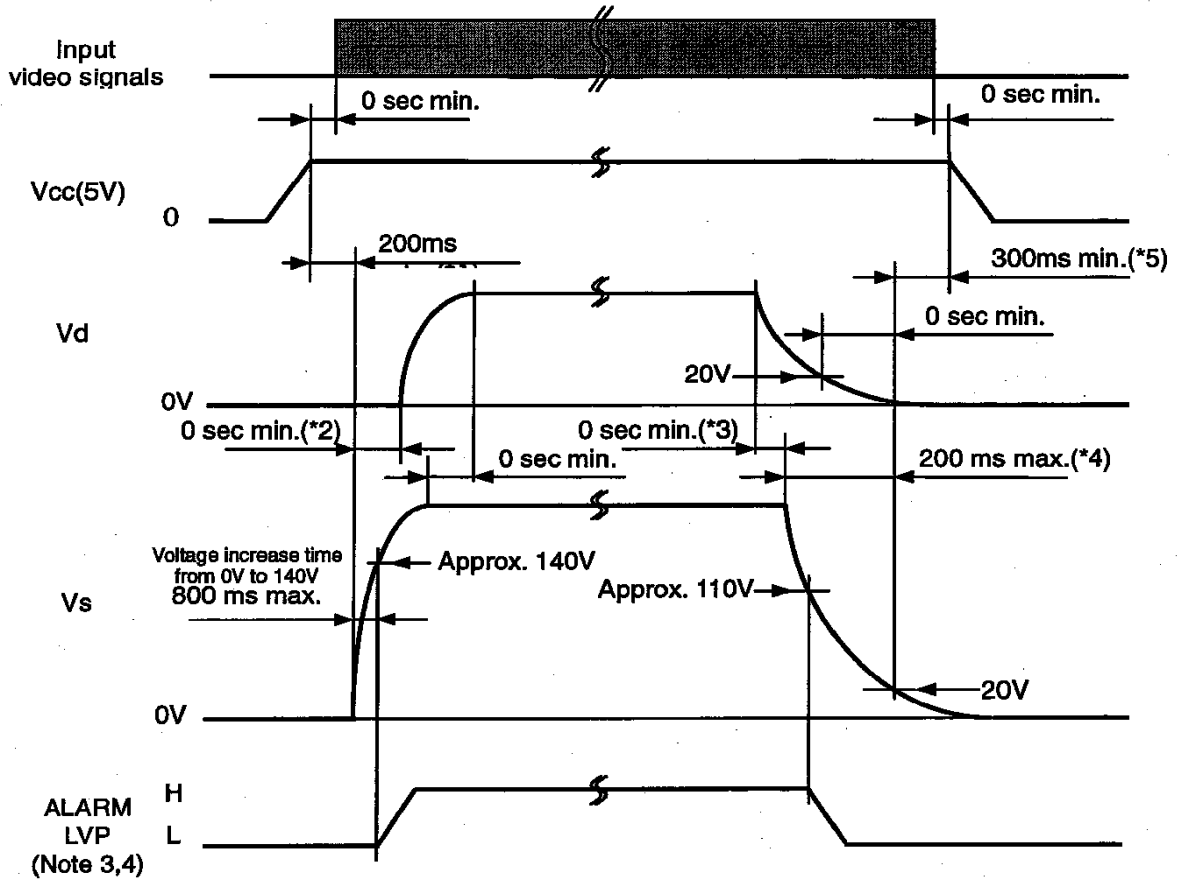 Input
video signals
0 sec min.
0 sec min.
Vcc(5V)
0
200ms
300ms min.(*5)
Vd
0 sec min.
20V
0V
0 sec min.(*2)
0 sec min.(*3)
0 sec min.
200 ms max.(*4)
Voltage increase time
from 0V to 140V
800 ms max.
Approx. 140V
Approx. 110V
Vs
20V
0V
H
ALARM
LVP
L
(Note 3,4)